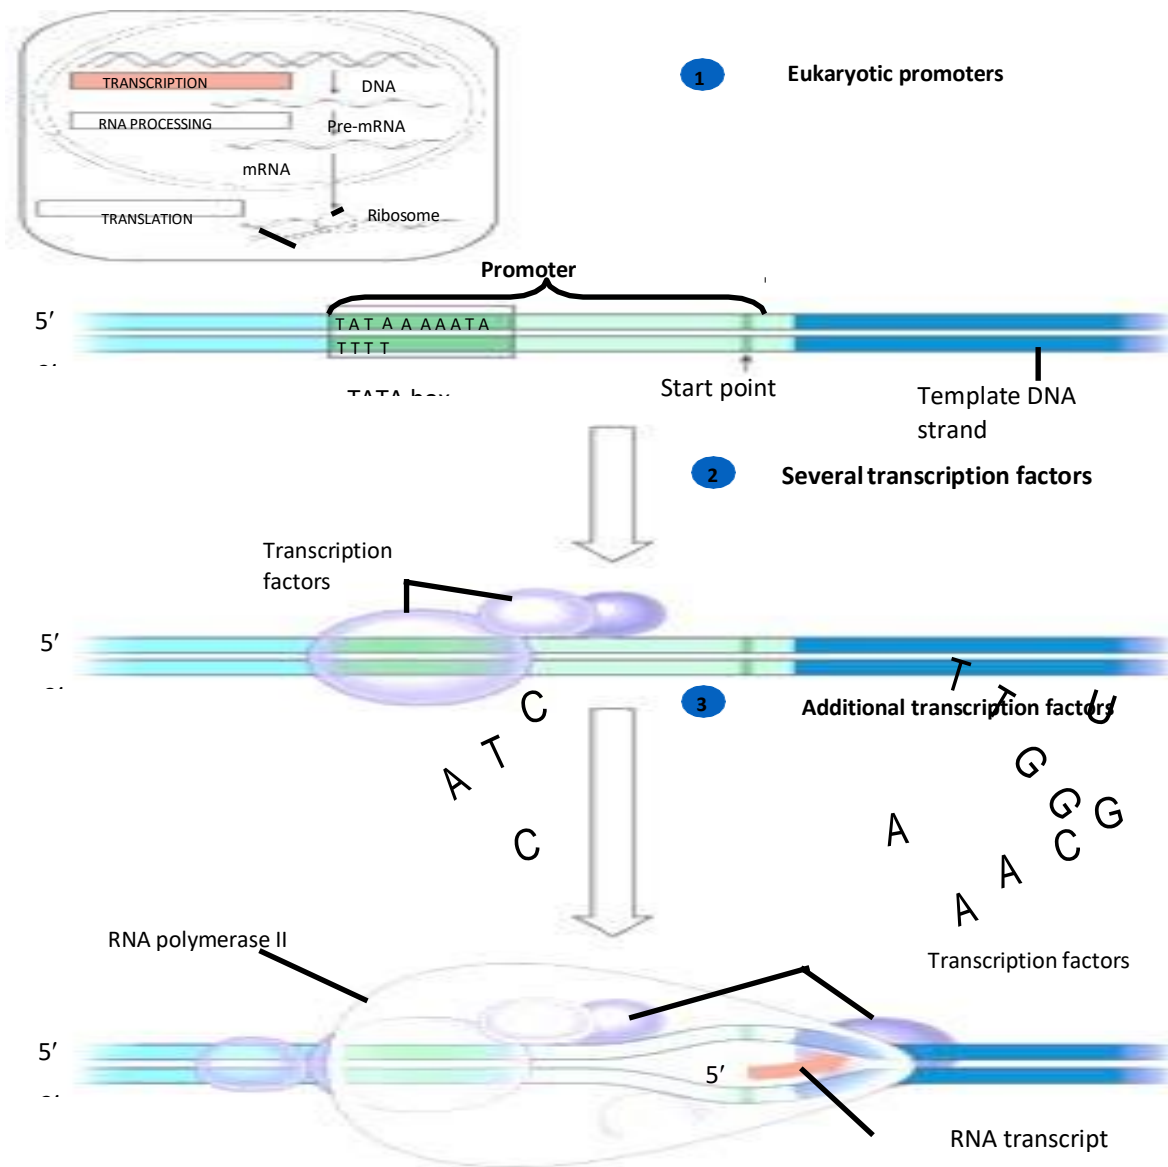 TRANSCRIPTION
DNA
RNA PROCESSING
Pre-mRNA
mRNA
TRANSLATION
Ribosome
1 Eukaryotic promoters
Promoter
5′
T A T A A A A A T A
T T T T
TATA box
Start point
Template DNA
strand
2 Several transcription factors
Transcription
factors
5′
3 Additional transcription factors
T
T
U
C
T
A
G
G
G
C
A
C
A
A
RNA polymerase II
Transcription factors
5′
5′
RNA transcript